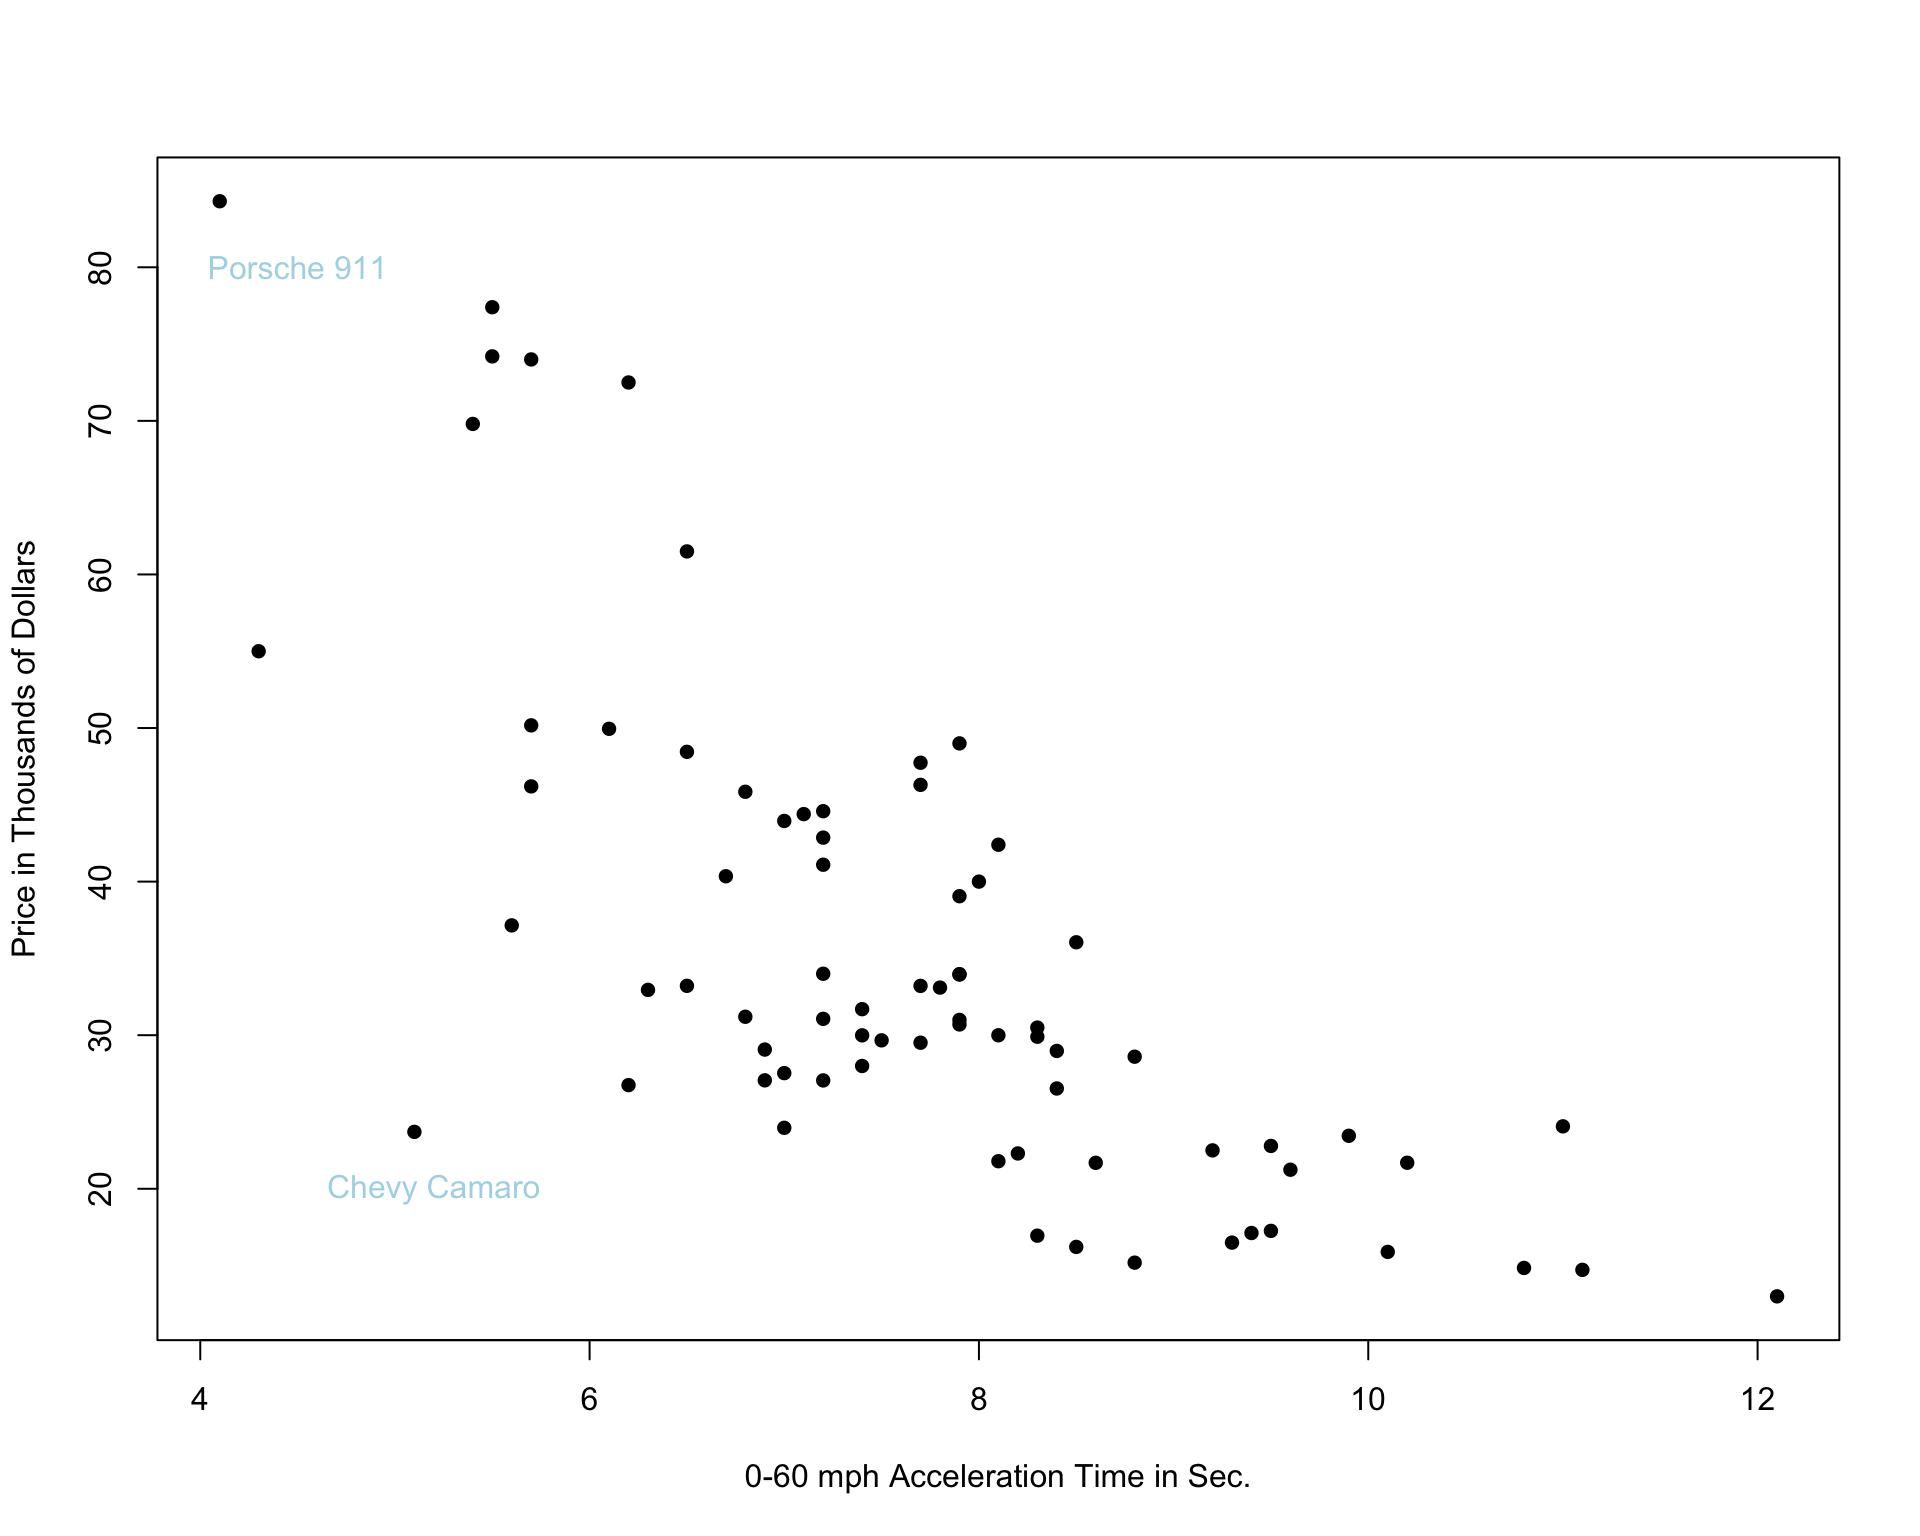 Porsche 911
Chevy Camaro
Price in Thousands of Dollars
80
70
60
50
40
30
20
4 6 8 10 12
0-60 mph Acceleration Time in Sec.